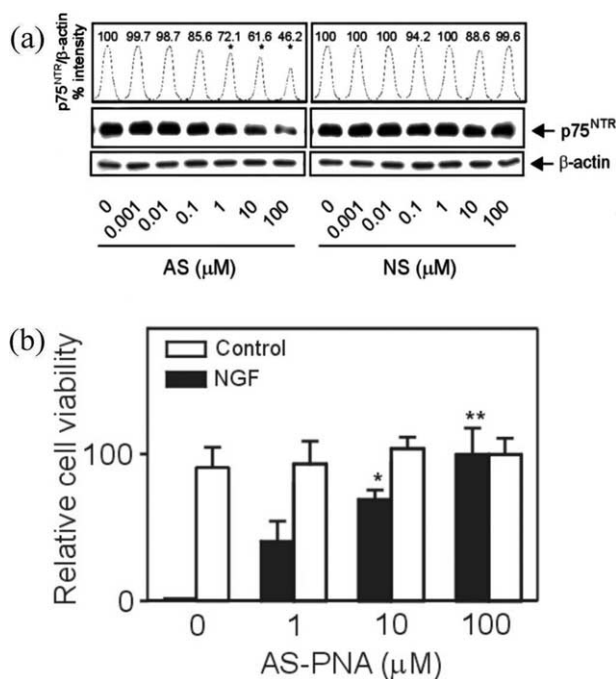 (a)
p75NTR/β-actin
% intensity
100 99.7 98.7 85.6 72.1 61.6 46.2
* * *
100 100 100 94.2 100 88.6 99.6
p75NTR
β-actin
0 0.001 0.01 0.1 1 10 100
0 0.001 0.01 0.1 1 10 100
AS (μM)
NS (μM)
(b)
Control
NGF
Relative cell viability
100
0
*
**
0 1 10 100
AS-PNA (μM)